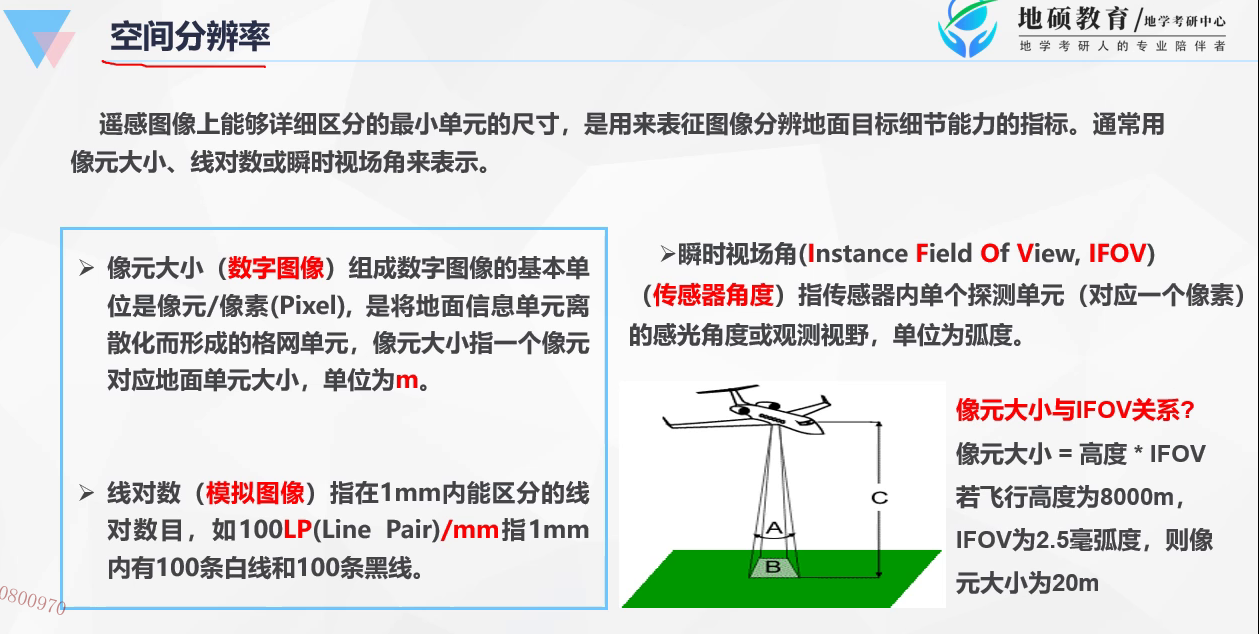 空间分辨率
地硕教育/地学考研中心
地学考研人的专业陪伴者
遥感图像上能够详细区分的最小单元的尺寸，是用来表征图像分辨地面目标细节能力的指标。通常用
像元大小、线对数或瞬时视场角来表示。
➢ 像元大小（数字图像）组成数字图像的基本单
位是像元/像素(Pixel), 是将地面信息单元离
散化而形成的格网单元，像元大小指一个像元
对应地面单元大小，单位为m。
➢ 线对数（模拟图像）指在1mm内能区分的线
对数目，如100LP(Line Pair)/mm指1mm
内有100条白线和100条黑线。
➢瞬时视场角(Instance Field Of View, IFOV)
（传感器角度）指传感器内单个探测单元（对应一个像素）
的感光角度或观测视野，单位为弧度。
C
A
B
像元大小与IFOV关系?
像元大小 = 高度 * IFOV
若飞行高度为8000m，
IFOV为2.5毫弧度，则像
元大小为20m
0800970